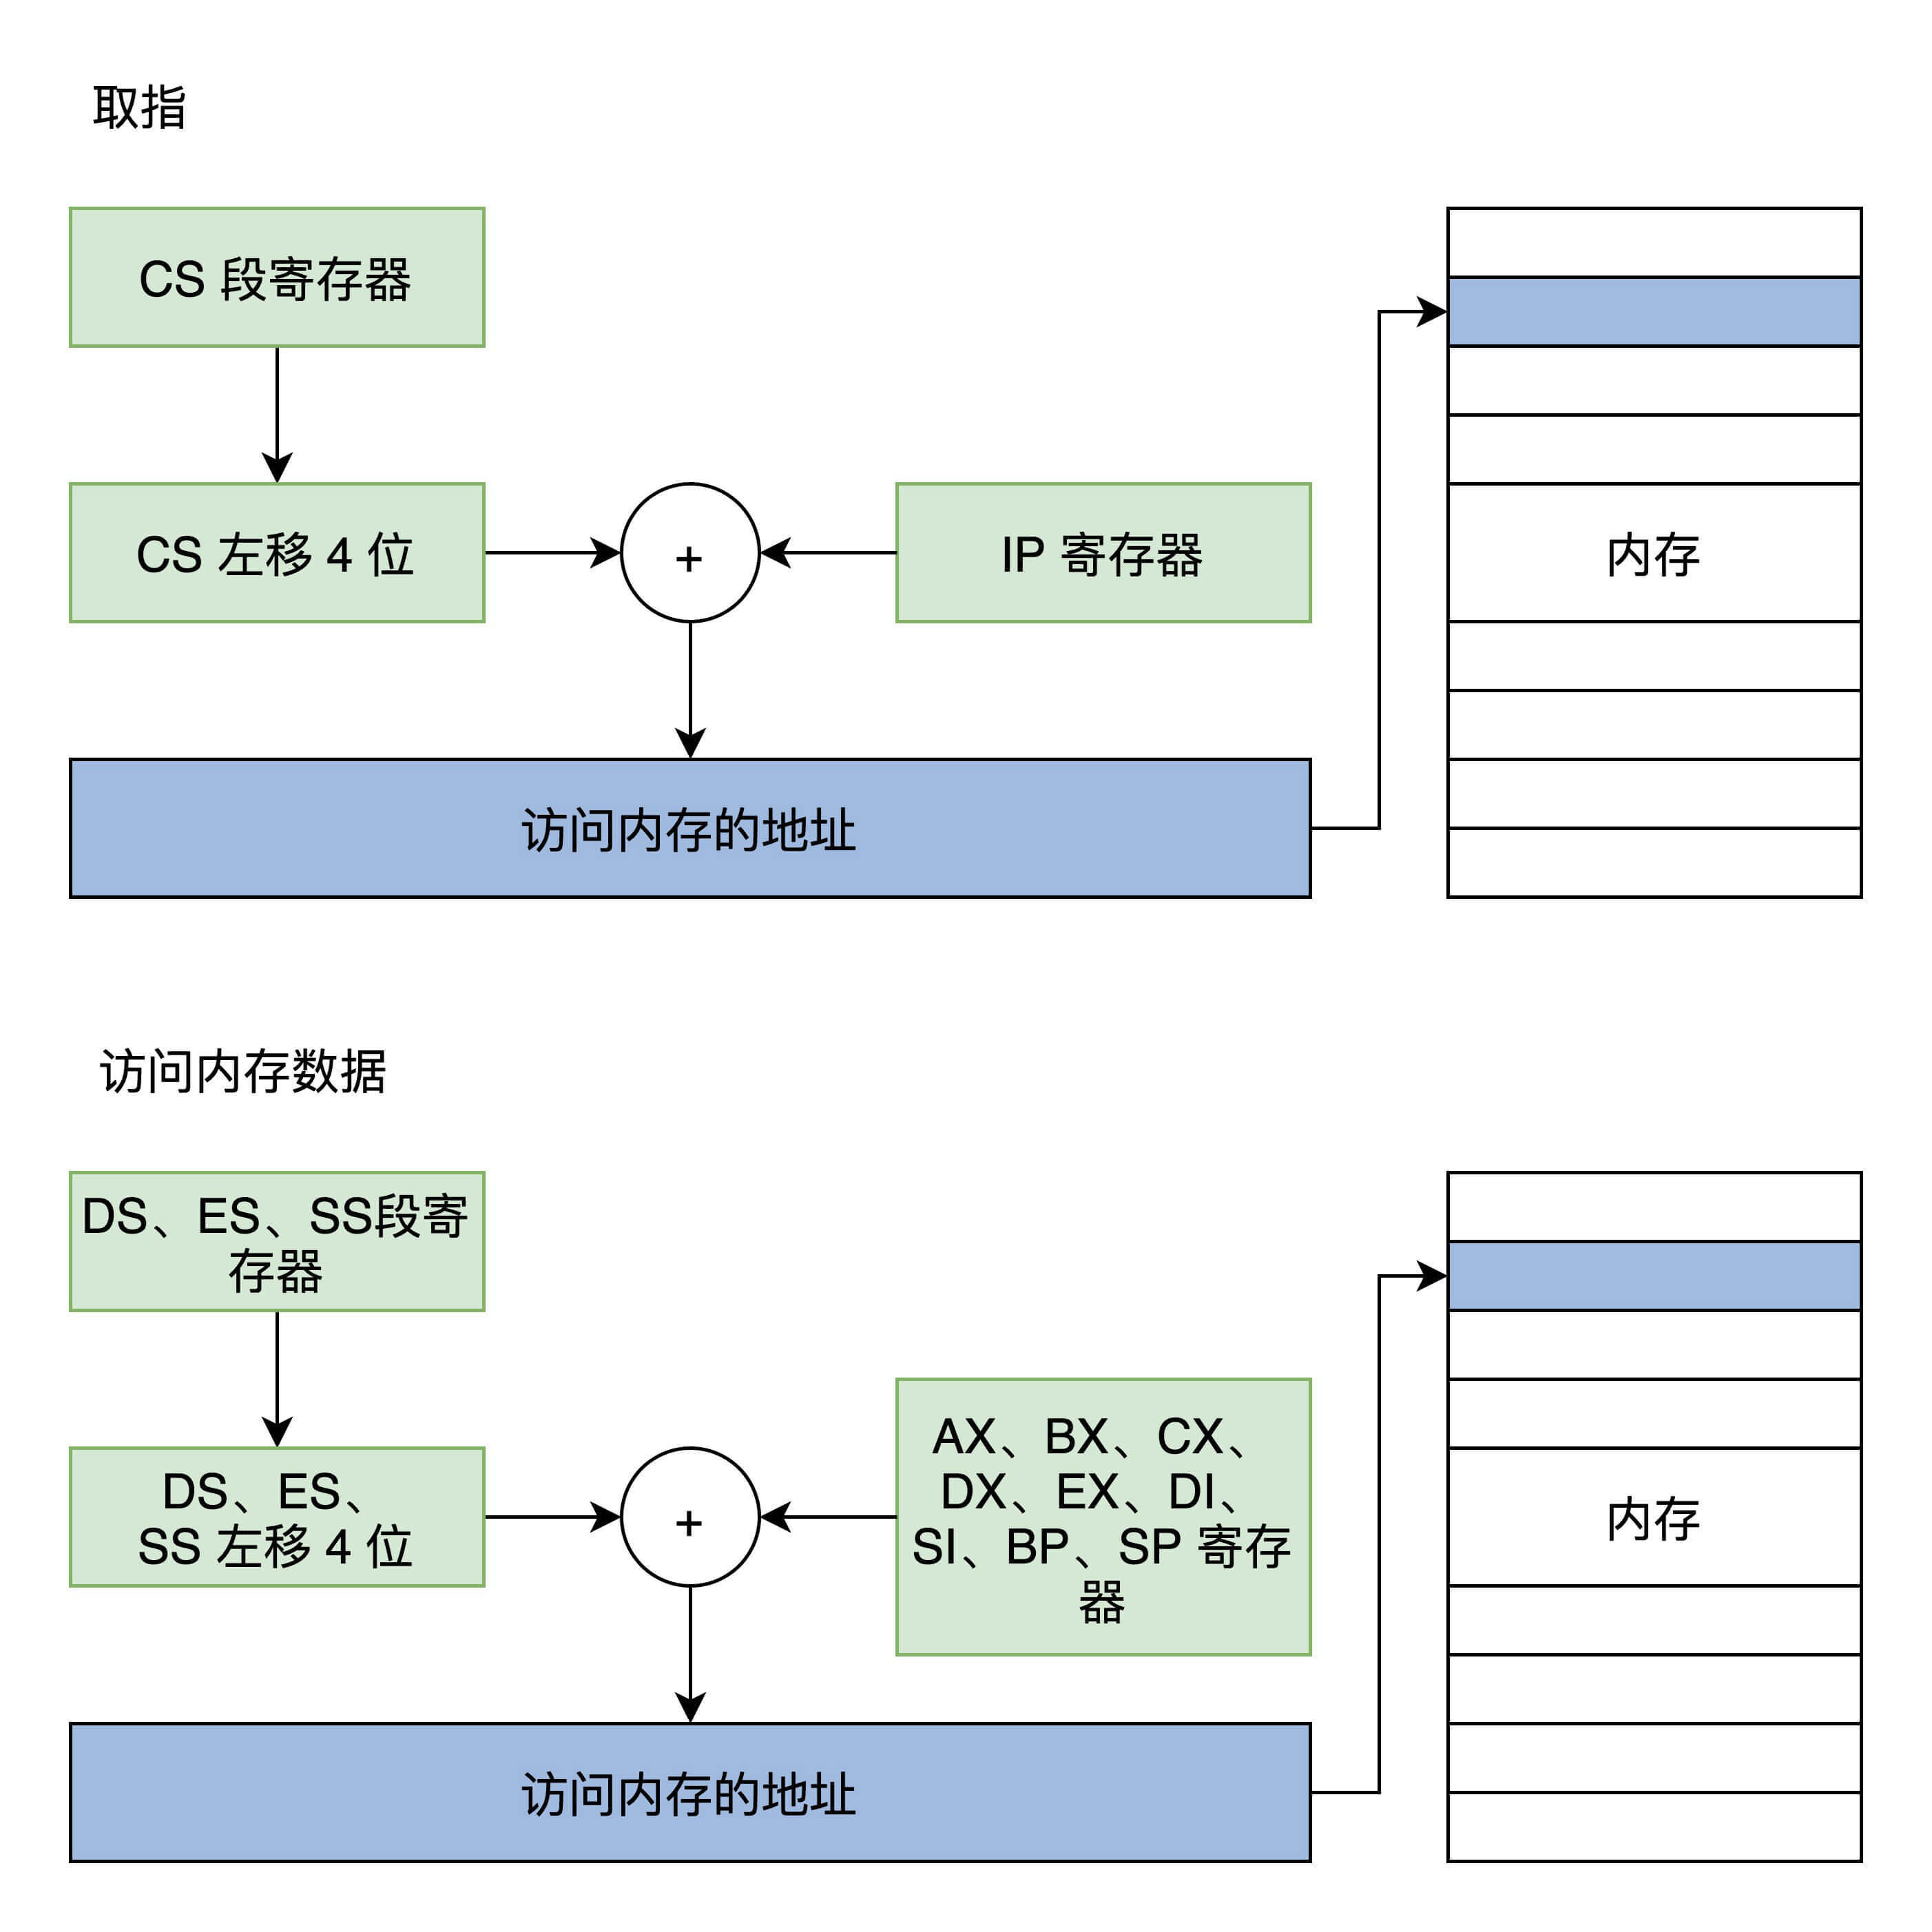 取指
CS 段寄存器
CS 左移 4 位
+
IP 寄存器
内存
访问内存的地址
访问内存数据
DS、ES、SS段寄
存器
DS、ES、
SS 左移 4 位
+
AX、BX、CX、
DX、EX、DI、
SI、BP、SP 寄存
器
内存
访问内存的地址